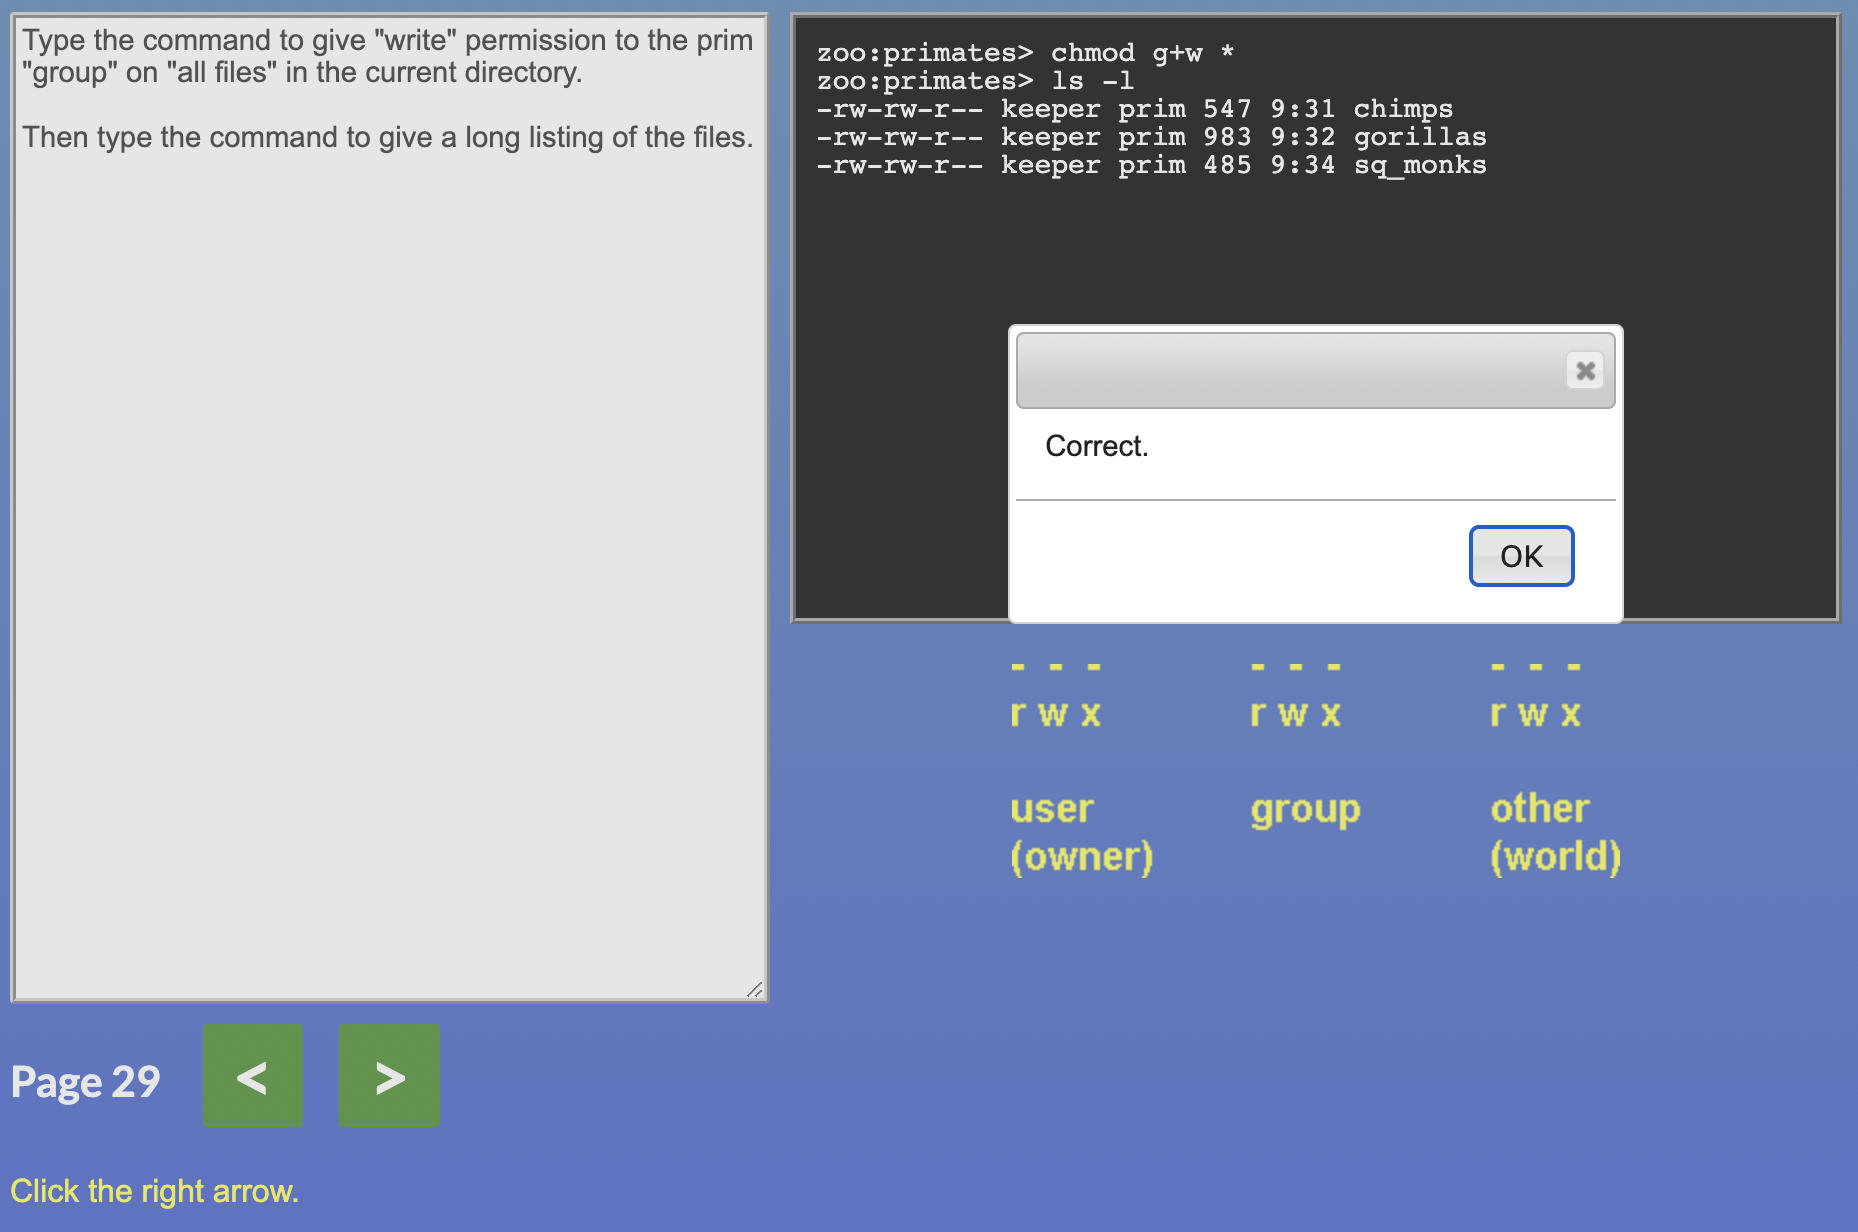 Type the command to give "write" permission to the prim
"group" on "all files" in the current directory.
Then type the command to give a long listing of the files.
zoo:primates> chmod g+w *
zoo:primates> ls -l
-rw-rw-r-- keeper prim 547 9:31 chimps
-rw-rw-r-- keeper prim 983 9:32 gorillas
-rw-rw-r-- keeper prim 485 9:34 sq_monks
Correct.
OK
- - - - - - - - -
r w x r w x r w x
user group other
(owner) (world)
Page 29 < >
Click the right arrow.